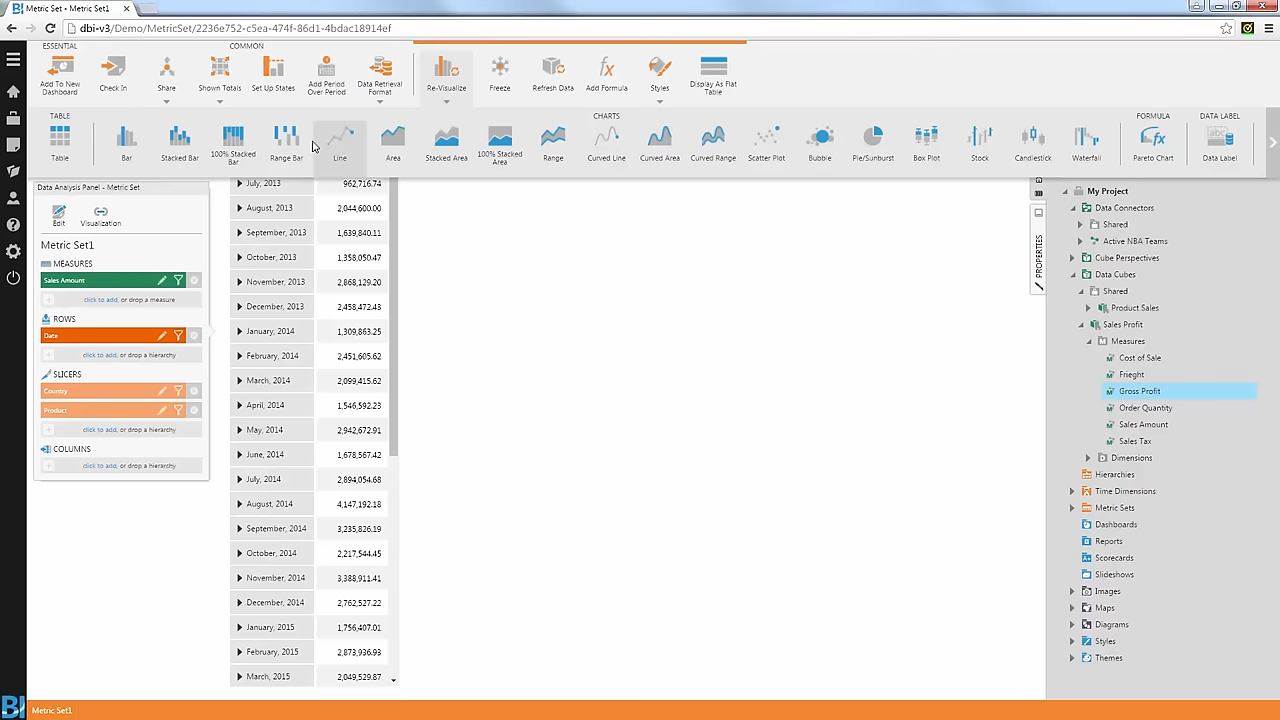 Metric Set • Metric Set1
dbi-v3/Demo/MetricSet/2236e752-c5ea-474f-86d1-4bdac18914ef
ESSENTIAL
COMMON
Add To New Dashboard
Check In
Share
Shown Totals
Set Up States
Add Period Over Period
Data Retrieval Format
Re-Visualize
Freeze
Refresh Data
Add Formula
Styles
Display As Flat Table
TABLE
CHARTS
FORMULA
DATA LABEL
Table
Bar
Stacked Bar
100% Stacked Bar
Range Bar
Line
Area
Stacked Area
100% Stacked Area
Range
Curved Line
Curved Area
Curved Range
Scatter Plot
Bubble
Pie/Sunburst
Box Plot
Stock
Candlestick
Waterfall
Pareto Chart
Data Label
Data Analysis Panel - Metric Set
Edit
Visualization
Metric Set1
MEASURES
Sales Amount
click to add, or drop a measure
ROWS
Date
click to add, or drop a hierarchy
SLICERS
Country
Product
click to add, or drop a hierarchy
COLUMNS
click to add, or drop a hierarchy
July, 2013 962,716.74
August, 2013 2,044,600.00
September, 2013 1,639,840.11
October, 2013 1,358,050.47
November, 2013 2,868,129.20
December, 2013 2,458,472.43
January, 2014 1,309,863.25
February, 2014 2,451,605.62
March, 2014 2,099,415.62
April, 2014 1,546,592.23
May, 2014 2,942,672.91
June, 2014 1,678,567.42
July, 2014 2,894,054.68
August, 2014 4,147,192.18
September, 2014 3,235,826.19
October, 2014 2,217,544.45
November, 2014 3,388,911.41
December, 2014 2,762,527.22
January, 2015 1,756,407.01
February, 2015 2,873,936.93
March, 2015 2,049,529.87
PROPERTIES
My Project
Data Connectors
Shared
Active NBA Teams
Cube Perspectives
Data Cubes
Shared
Product Sales
Sales Profit
Measures
Cost of Sale
Frieght
Gross Profit
Order Quantity
Sales Amount
Sales Tax
Dimensions
Hierarchies
Time Dimensions
Metric Sets
Dashboards
Reports
Scorecards
Slideshows
Images
Maps
Diagrams
Styles
Themes
Metric Set1